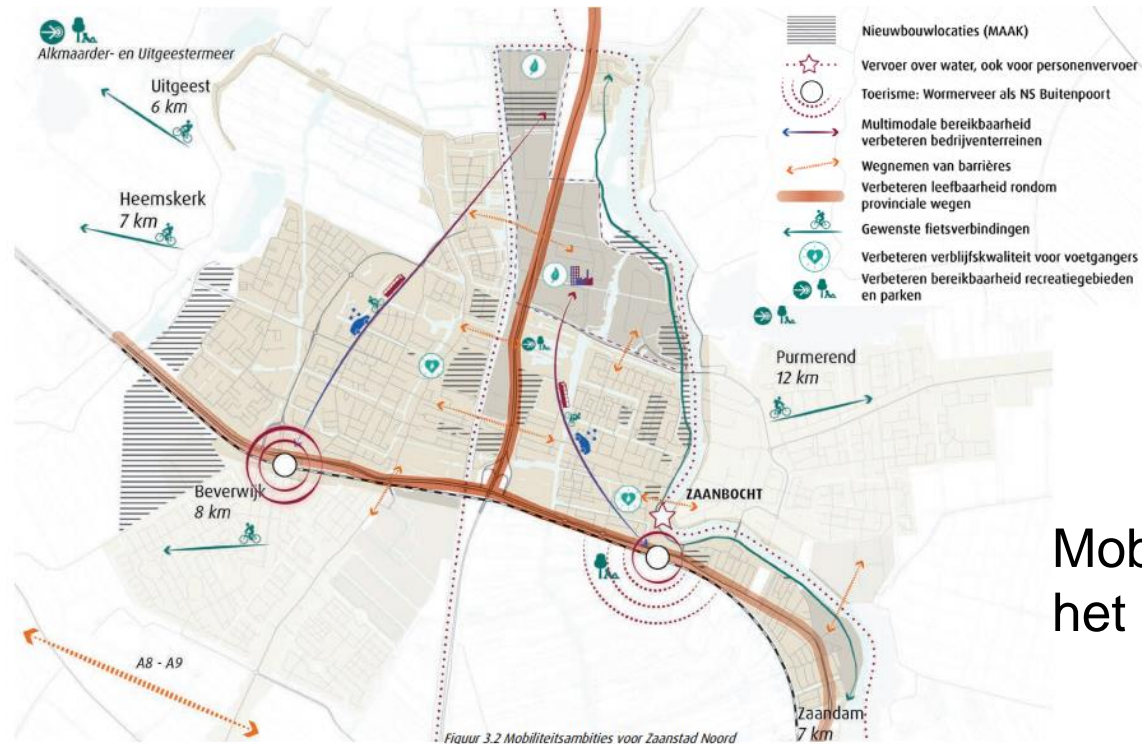 Alkmaarder- en Uitgeestermeer
Uitgeest
6 km
Heemskerk
7 km
Beverwijk
8 km
A8 - A9
ZAANBOCHT
Purmerend
12 km
Zaandam
7 km
Nieuwbouwlocaties (MAAK)
Vervoer over water, ook voor personenvervoer
Toerisme: Wormerveer als NS Buitenpoort
Multimodale bereikbaarheid
verbeteren bedrijventerreinen
Wegnemen van barrières
Verbeteren leefbaarheid rondom
provinciale wegen
Gewenste fietsverbindingen
Verbeteren verblijfskwaliteit voor voetgangers
Verbeteren bereikbaarheid recreatiegebieden
en parken
Figuur 3.2 Mobiliteitsambities voor Zaanstad Noord
Mob
het